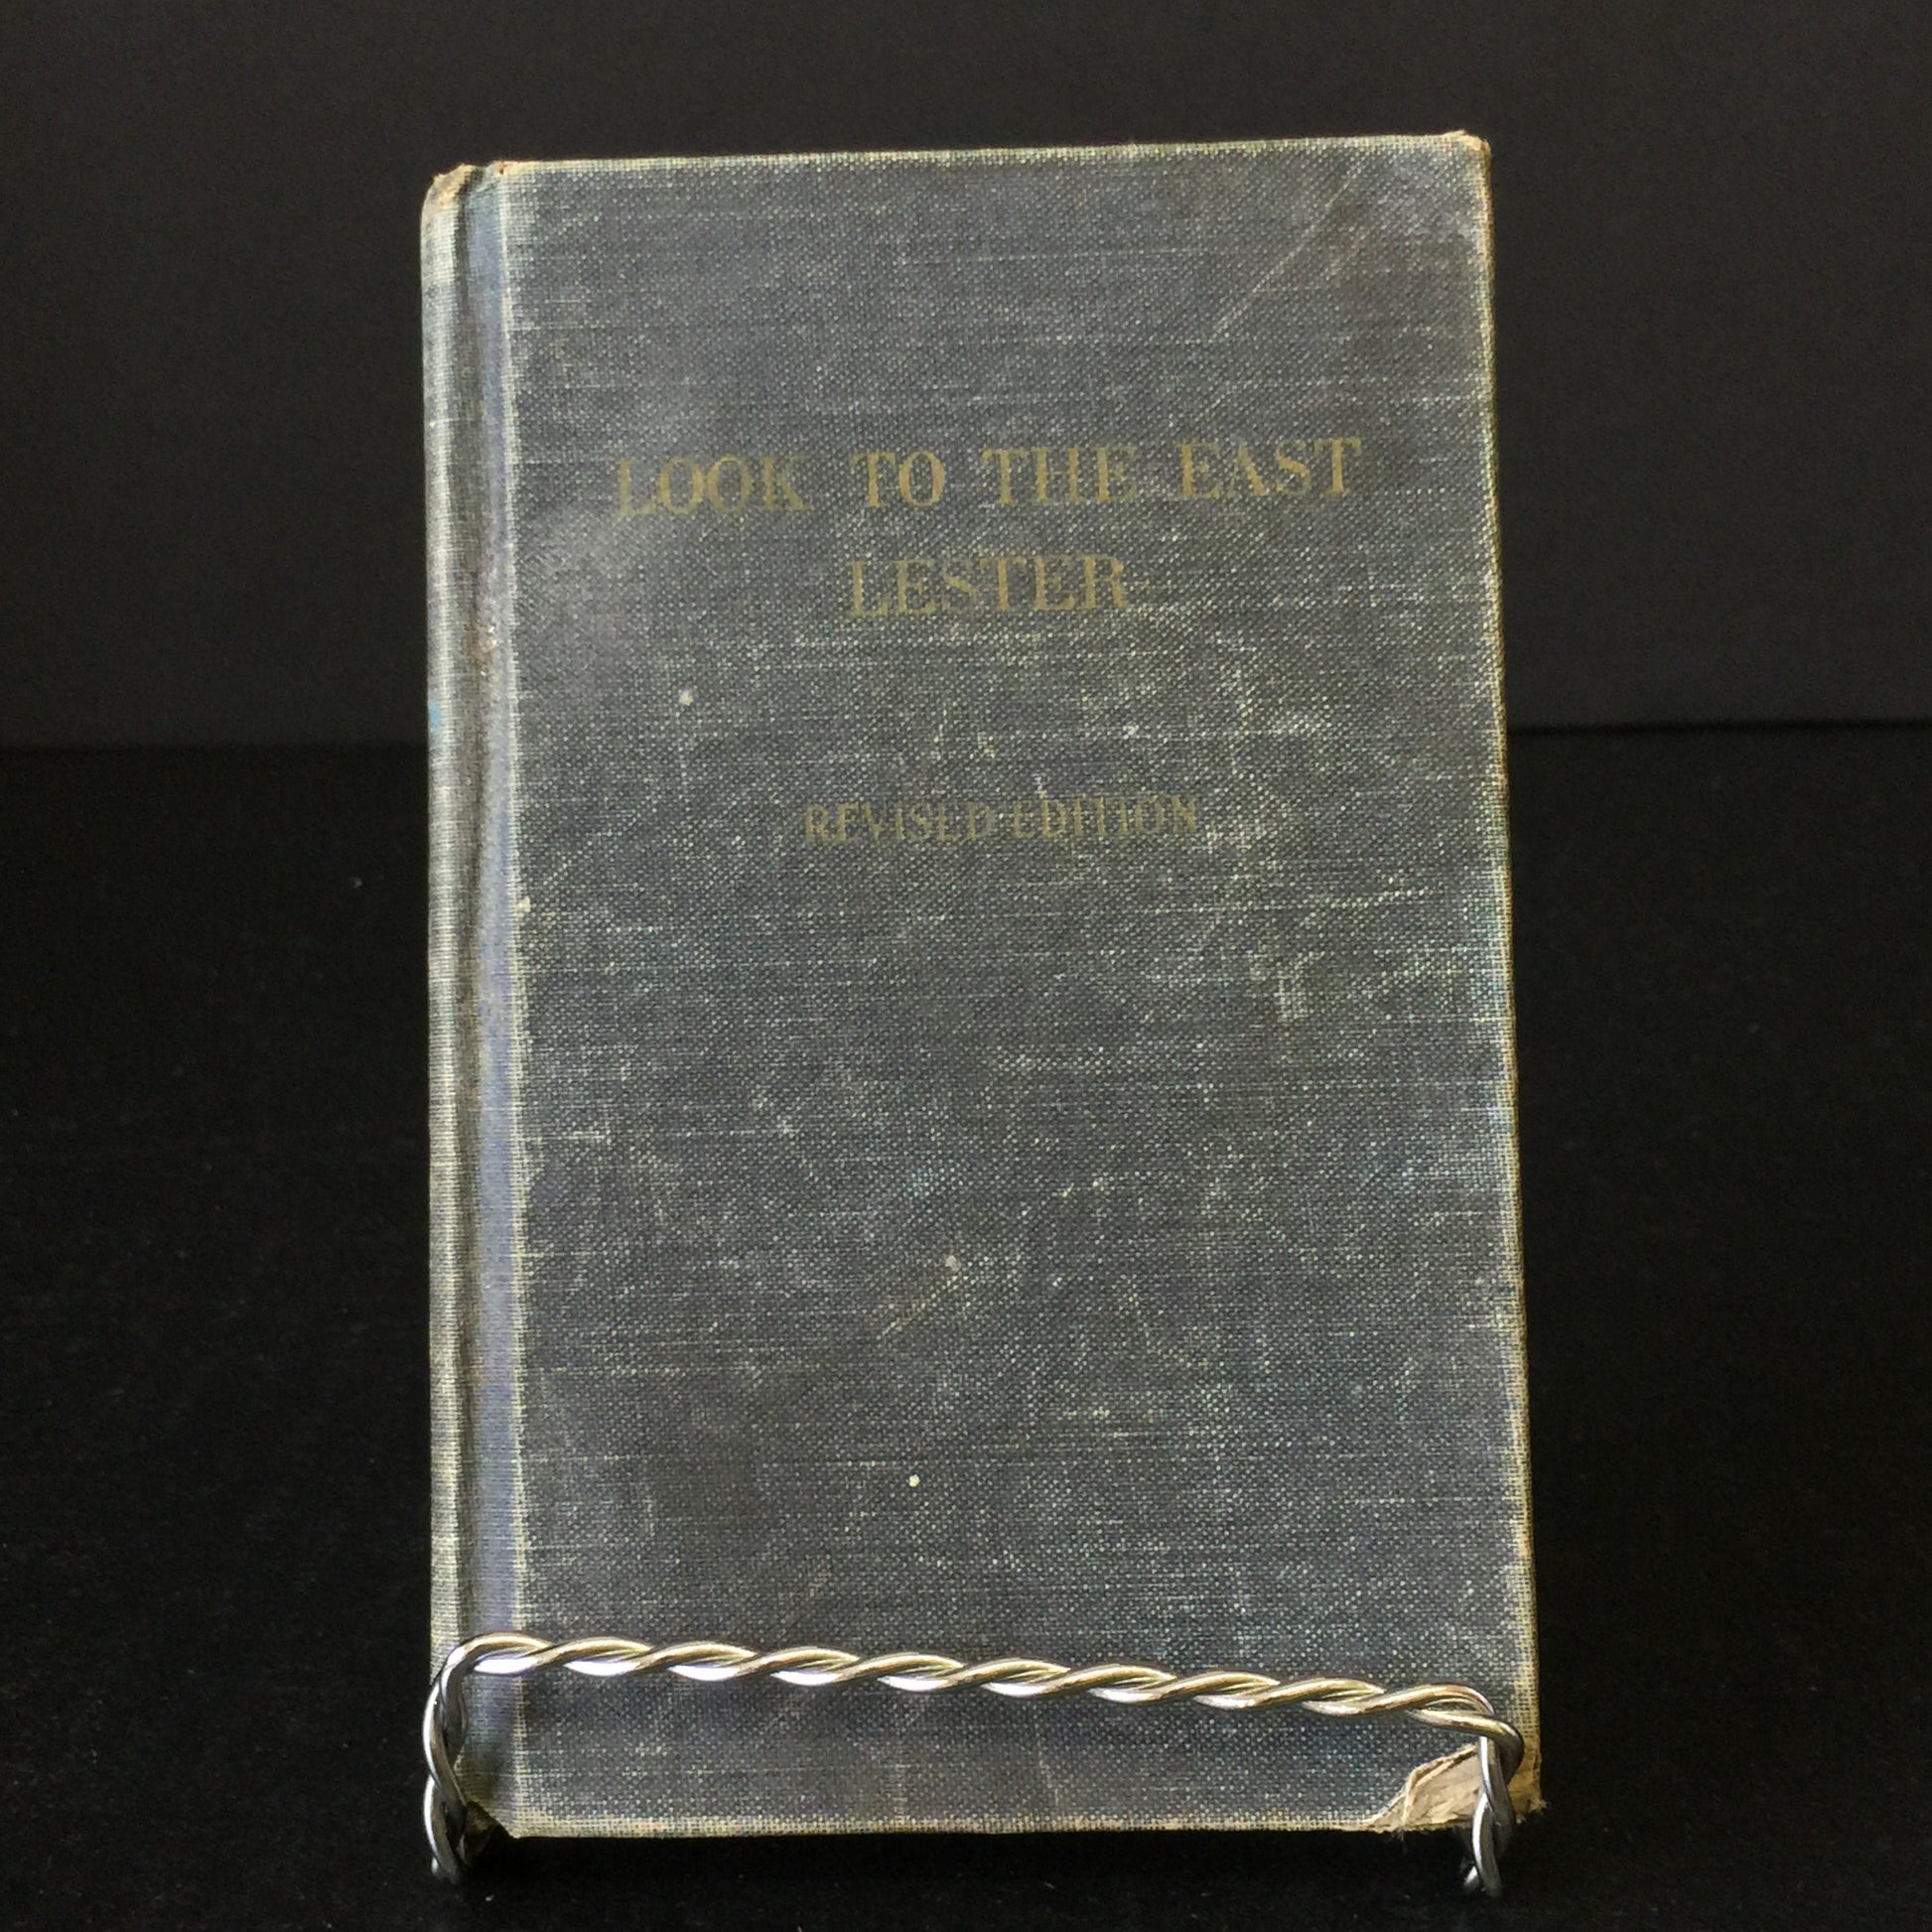 LOOK TO THE EAST
LESTER
REVISED EDITION